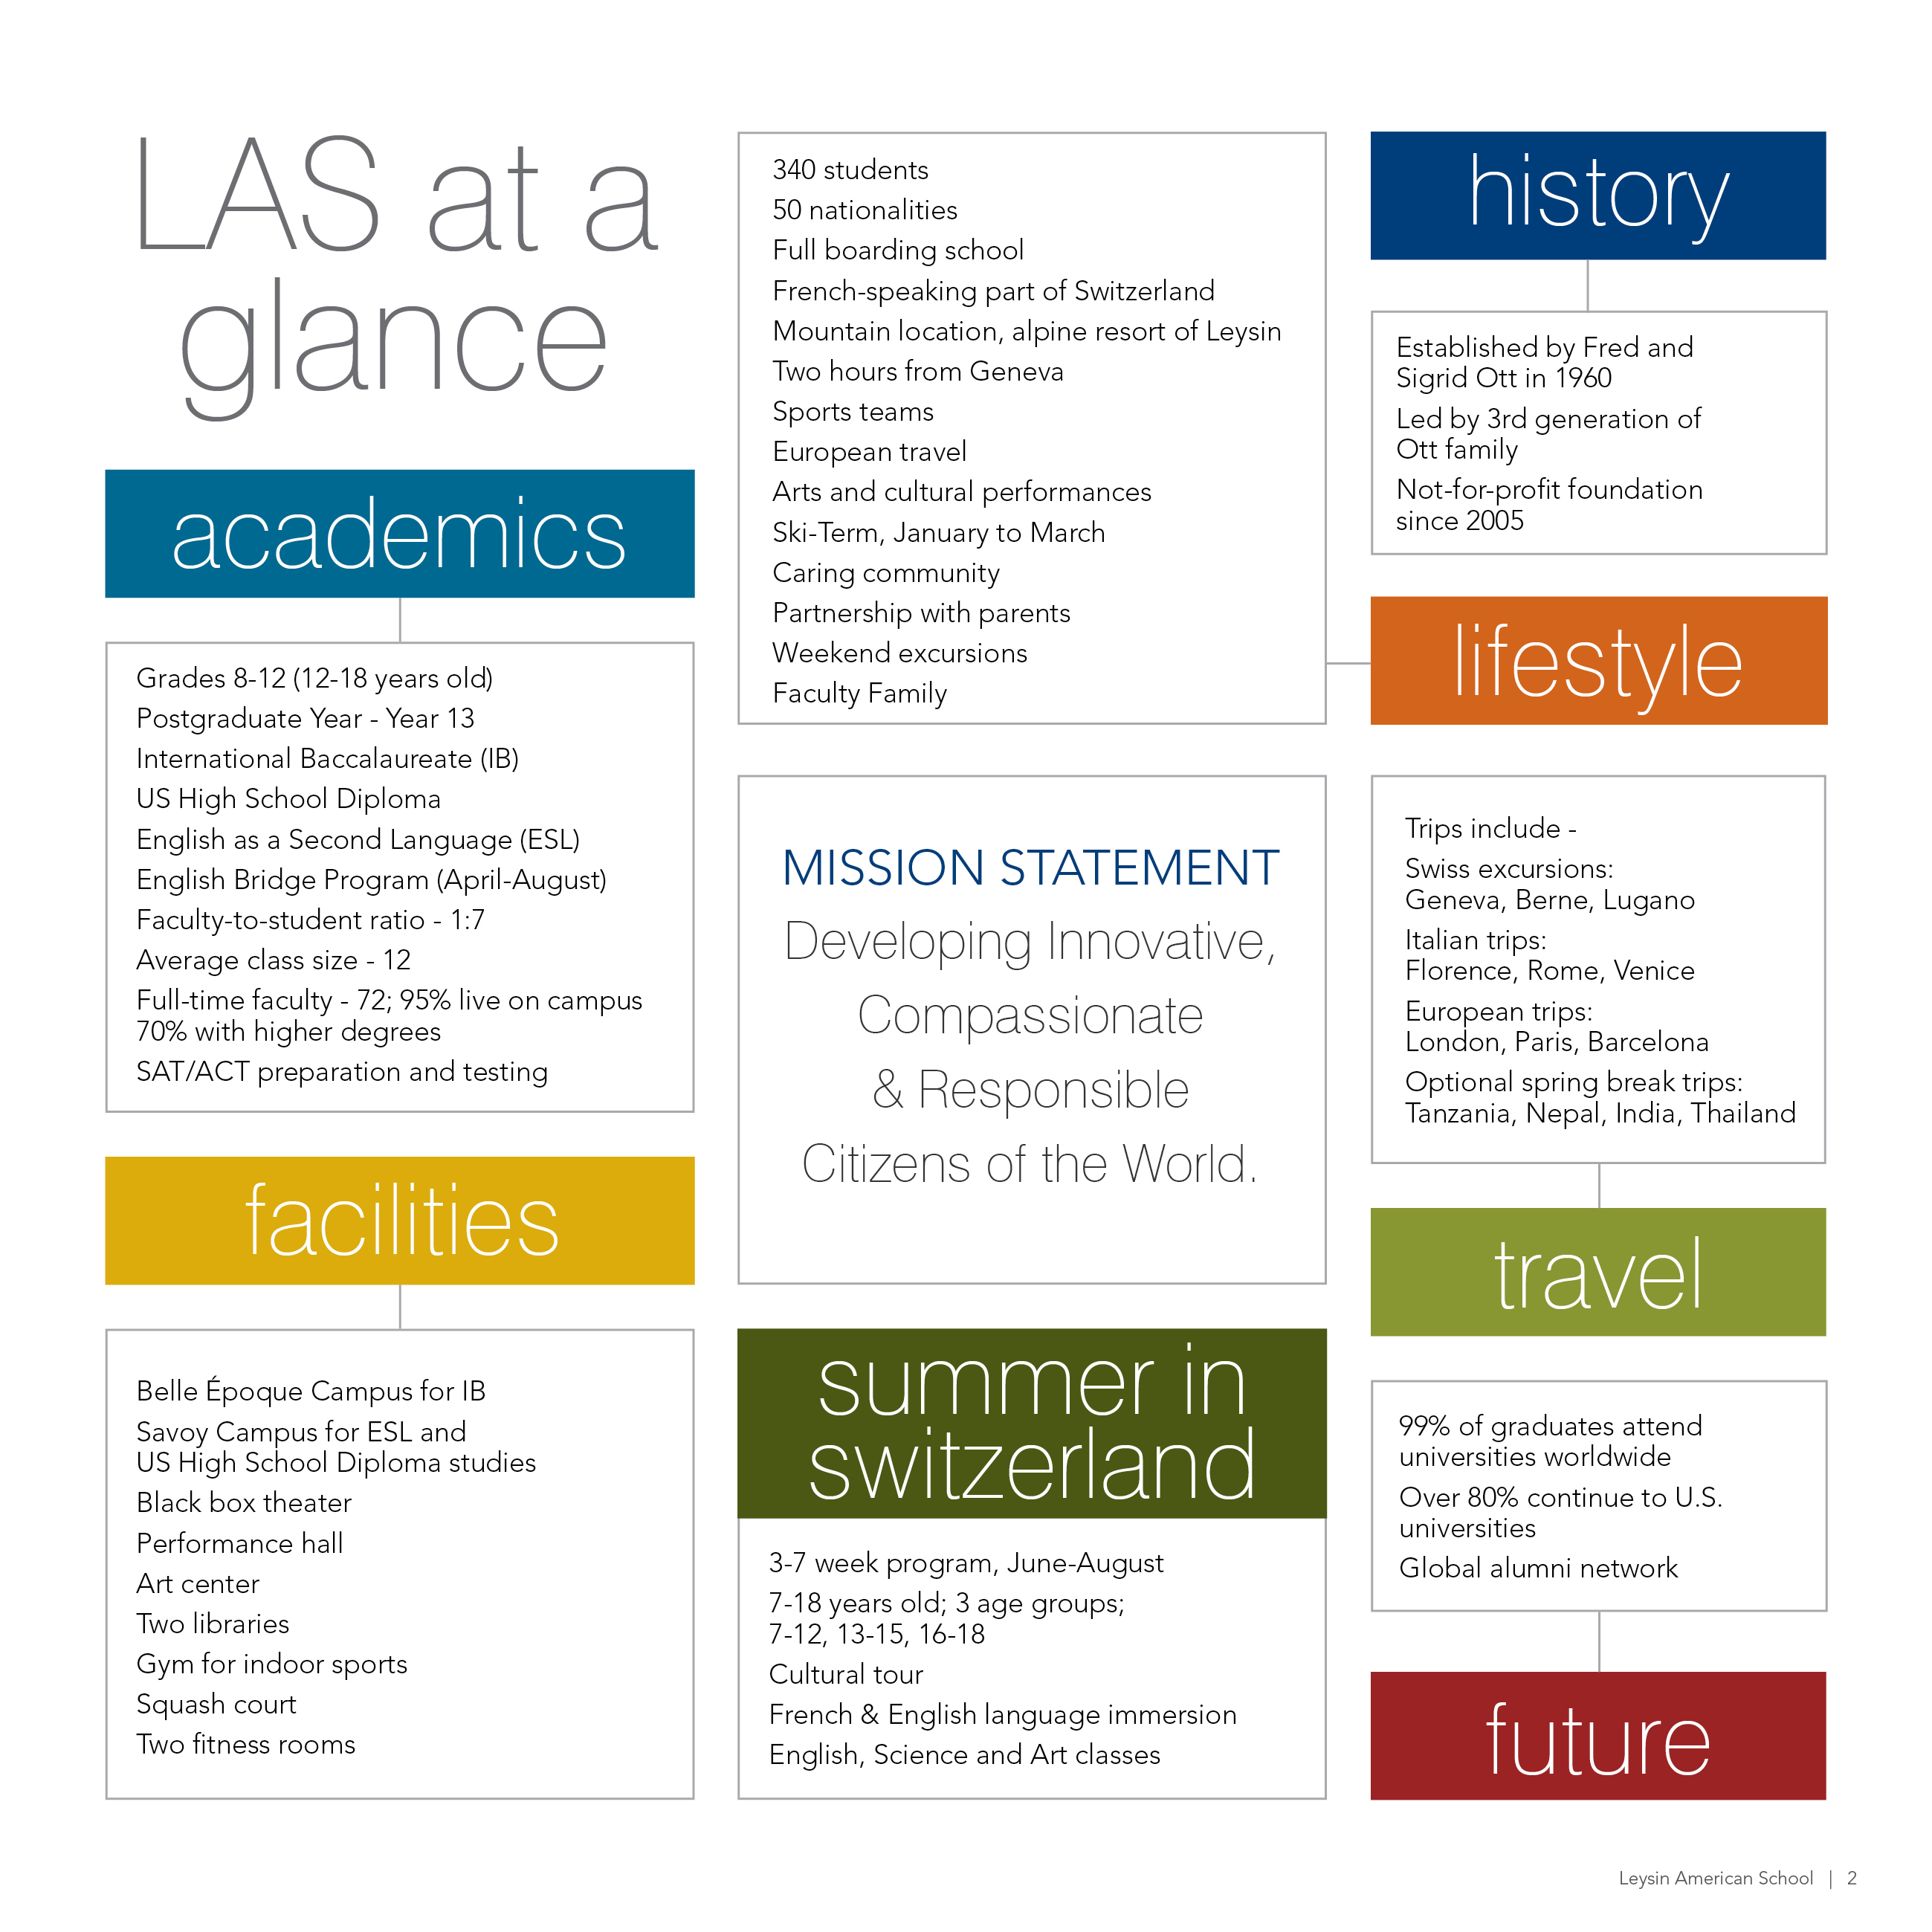 LAS at a
glance
academics
Grades 8-12 (12-18 years old)
Postgraduate Year - Year 13
International Baccalaureate (IB)
US High School Diploma
English as a Second Language (ESL)
English Bridge Program (April-August)
Faculty-to-student ratio - 1:7
Average class size - 12
Full-time faculty - 72; 95% live on campus
70% with higher degrees
SAT/ACT preparation and testing
facilities
Belle Époque Campus for IB
Savoy Campus for ESL and
US High School Diploma studies
Black box theater
Performance hall
Art center
Two libraries
Gym for indoor sports
Squash court
Two fitness rooms
340 students
50 nationalities
Full boarding school
French-speaking part of Switzerland
Mountain location, alpine resort of Leysin
Two hours from Geneva
Sports teams
European travel
Arts and cultural performances
Ski-Term, January to March
Caring community
Partnership with parents
Weekend excursions
Faculty Family
MISSION STATEMENT
Developing Innovative,
Compassionate
& Responsible
Citizens of the World.
summer in
switzerland
3-7 week program, June-August
7-18 years old; 3 age groups;
7-12, 13-15, 16-18
Cultural tour
French & English language immersion
English, Science and Art classes
history
Established by Fred and
Sigrid Ott in 1960
Led by 3rd generation of
Ott family
Not-for-profit foundation
since 2005
lifestyle
Trips include -
Swiss excursions:
Geneva, Berne, Lugano
Italian trips:
Florence, Rome, Venice
European trips:
London, Paris, Barcelona
Optional spring break trips:
Tanzania, Nepal, India, Thailand
travel
99% of graduates attend
universities worldwide
Over 80% continue to U.S.
universities
Global alumni network
future
Leysin American School | 2